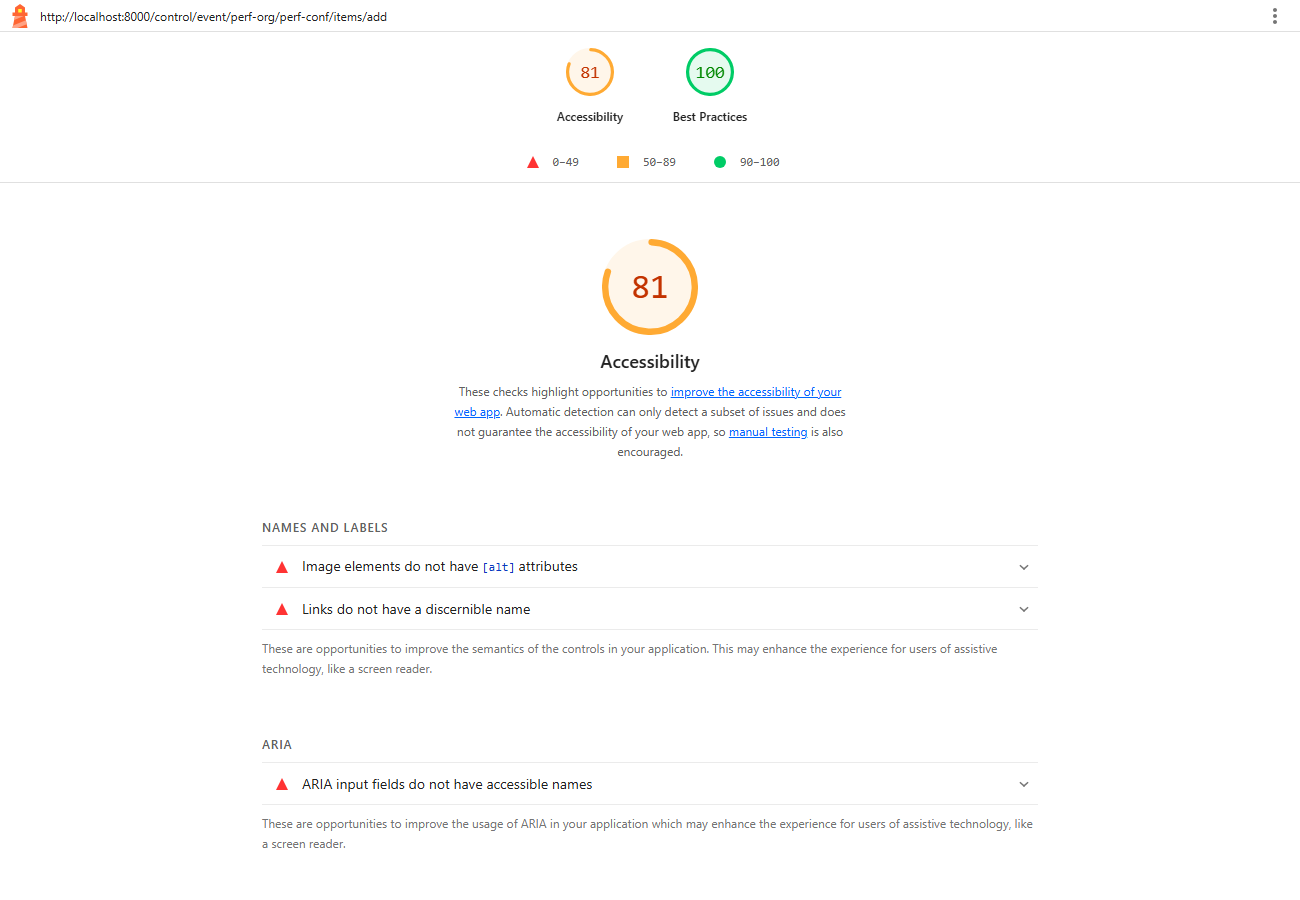 http://localhost:8000/control/event/perf-org/perf-conf/items/add
81
100
Accessibility
Best Practices
0–49
50–89
90–100
81
Accessibility
These checks highlight opportunities to improve the accessibility of your
web app. Automatic detection can only detect a subset of issues and does
not guarantee the accessibility of your web app, so manual testing is also
encouraged.
NAMES AND LABELS
Image elements do not have [alt] attributes
Links do not have a discernible name
These are opportunities to improve the semantics of the controls in your application. This may enhance the experience for users of assistive
technology, like a screen reader.
ARIA
ARIA input fields do not have accessible names
These are opportunities to improve the usage of ARIA in your application which may enhance the experience for users of assistive technology, like
a screen reader.